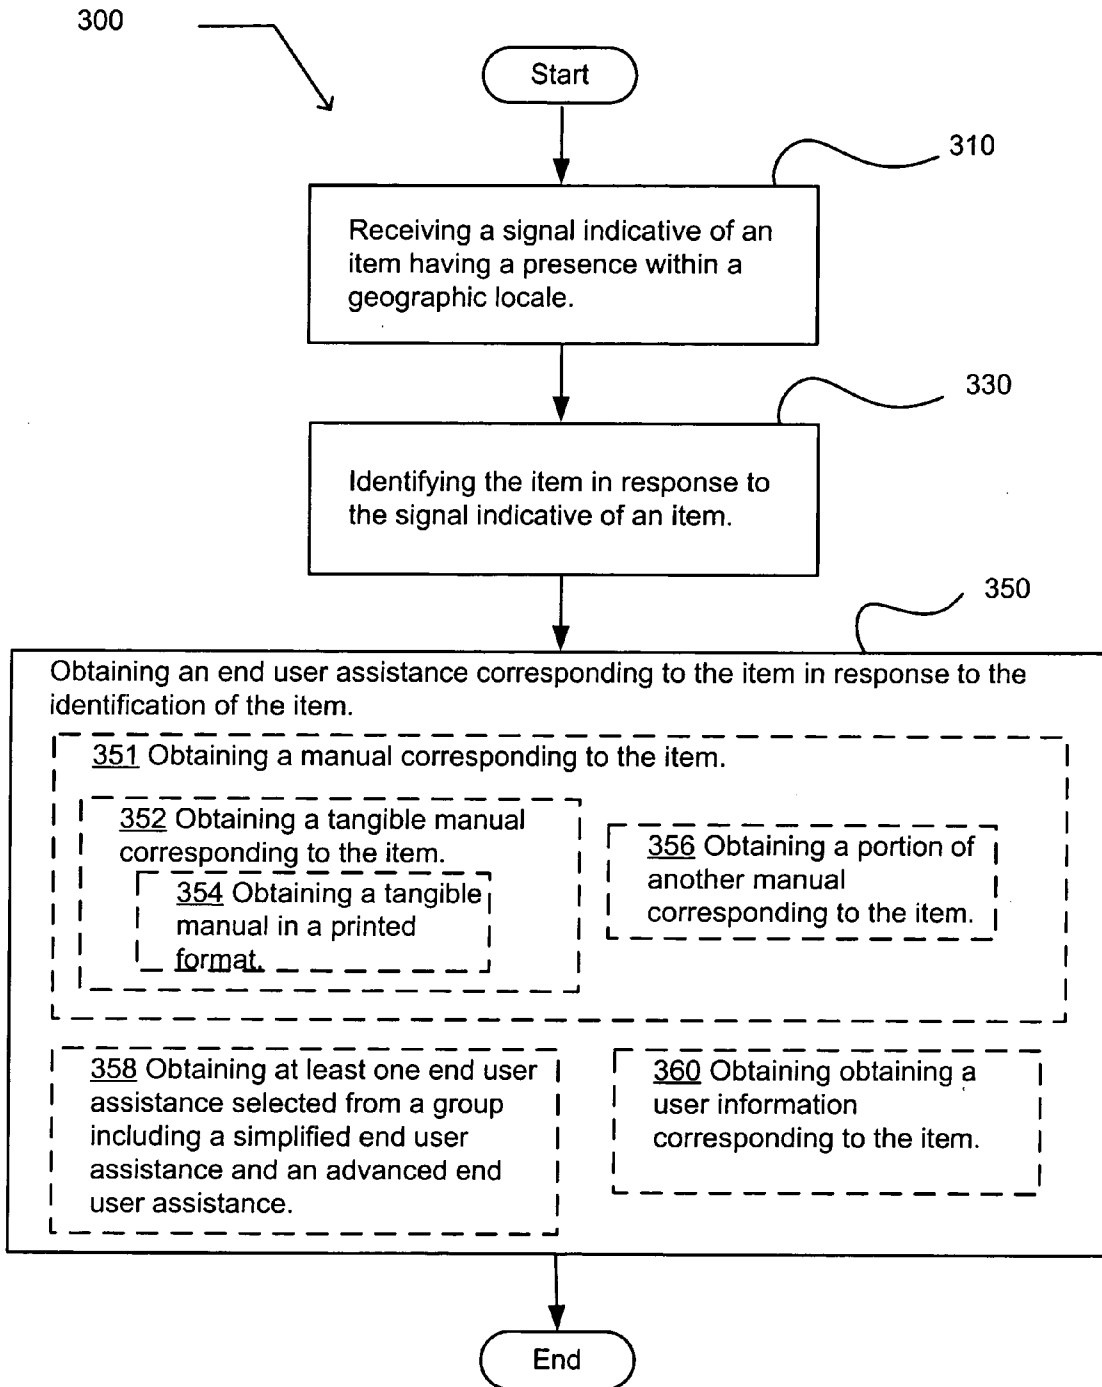 300
Start
310
Receiving a signal indicative of an
item having a presence within a
geographic locale.
330
Identifying the item in response to
the signal indicative of an item.
350
Obtaining an end user assistance corresponding to the item in response to the
identification of the item.
351 Obtaining a manual corresponding to the item.
352 Obtaining a tangible manual
corresponding to the item.
354 Obtaining a tangible
manual in a printed
format.
356 Obtaining a portion of
another manual
corresponding to the item.
358 Obtaining at least one end user
assistance selected from a group
including a simplified end user
assistance and an advanced end
user assistance.
360 Obtaining obtaining a
user information
corresponding to the item.
End